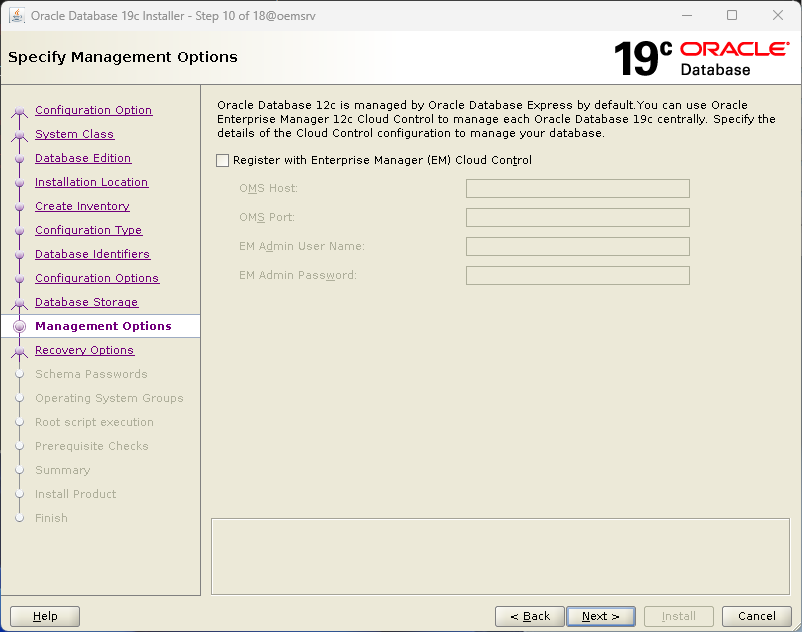 Oracle Database 19c Installer - Step 10 of 18@oemsrv
Specify Management Options
19c ORACLE
Database
Configuration Option
System Class
Database Edition
Installation Location
Create Inventory
Configuration Type
Database Identifiers
Configuration Options
Database Storage
Management Options
Recovery Options
Schema Passwords
Operating System Groups
Root script execution
Prerequisite Checks
Summary
Install Product
Finish
Oracle Database 12c is managed by Oracle Database Express by default.You can use Oracle
Enterprise Manager 12c Cloud Control to manage each Oracle Database 19c centrally. Specify the
details of the Cloud Control configuration to manage your database.
Register with Enterprise Manager (EM) Cloud Control
OMS Host:
OMS Port:
EM Admin User Name:
EM Admin Password:
Help
< Back
Next >
Install
Cancel